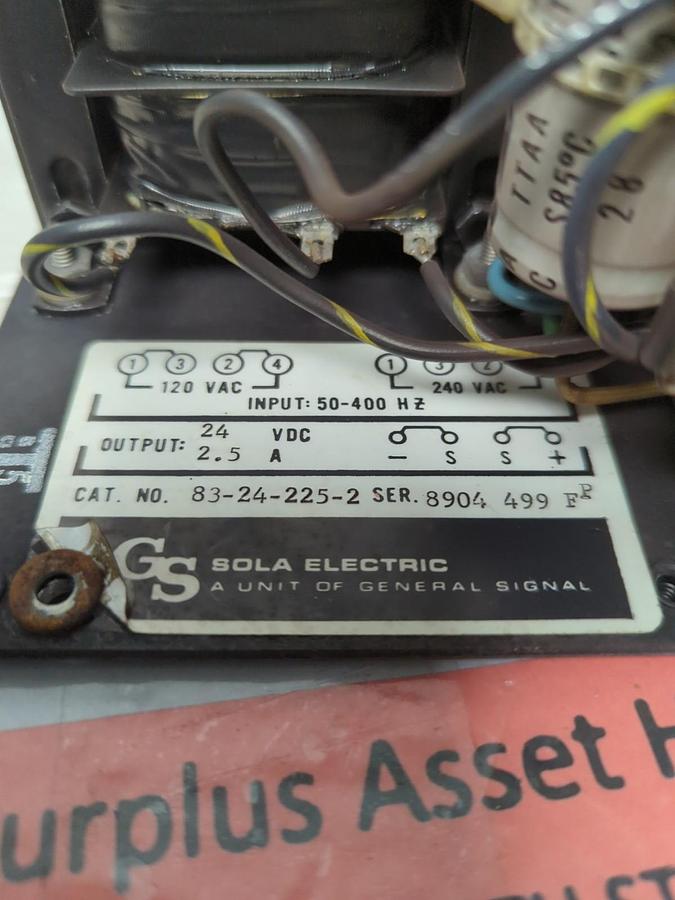 TTAA
S85°C
28
A
C
1 3 2 4 1 3 2
120 VAC 240 VAC
INPUT: 50-400 HZ
OUTPUT: 24 VDC
2.5 A - S S +
CAT. NO. 83-24-225-2 SER. 8904 499 FP
GS SOLA ELECTRIC
A UNIT OF GENERAL SIGNAL
urplus Asset